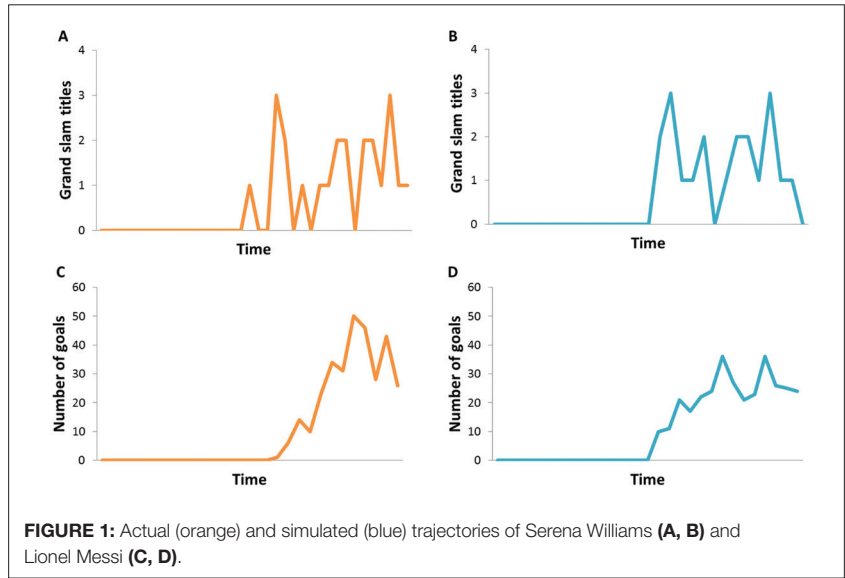 A
Grand slam titles
4
3
2
1
0
Time
B
Grand slam titles
4
3
2
1
0
Time
C
Number of goals
60
50
40
30
20
10
0
Time
D
Number of goals
60
50
40
30
20
10
0
Time
FIGURE 1: Actual (orange) and simulated (blue) trajectories of Serena Williams (A, B) and
Lionel Messi (C, D).